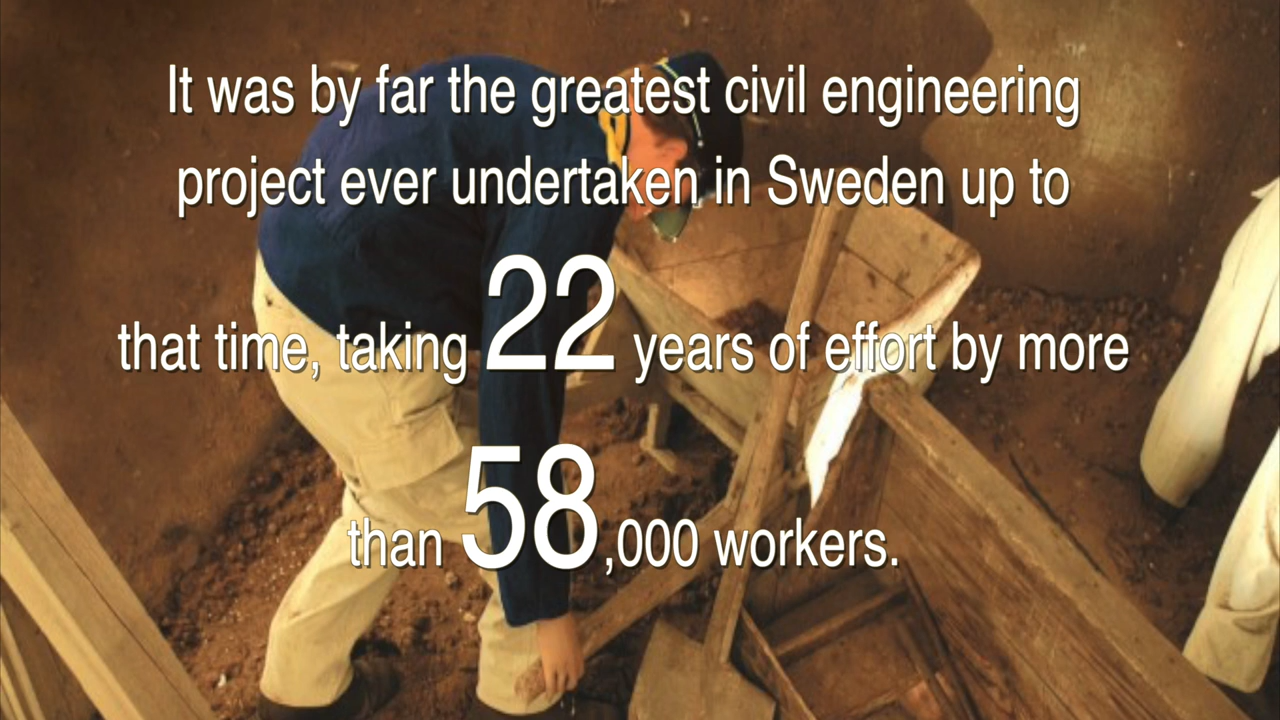 It was by far the greatest civil engineering
project ever undertaken in Sweden up to
that time, taking 22 years of effort by more
than 58,000 workers.